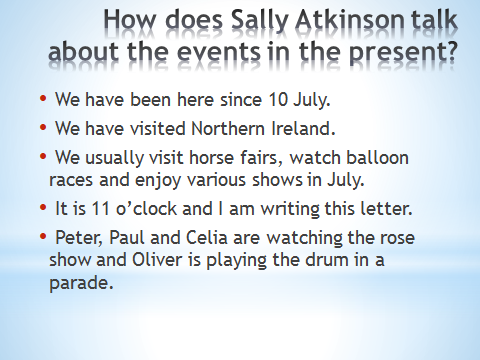 How does Sally Atkinson talk
about the events in the present?
• We have been here since 10 July.
• We have visited Northern Ireland.
• We usually visit horse fairs, watch balloon
races and enjoy various shows in July.
• It is 11 o’clock and I am writing this letter.
• Peter, Paul and Celia are watching the rose
show and Oliver is playing the drum in a
parade.